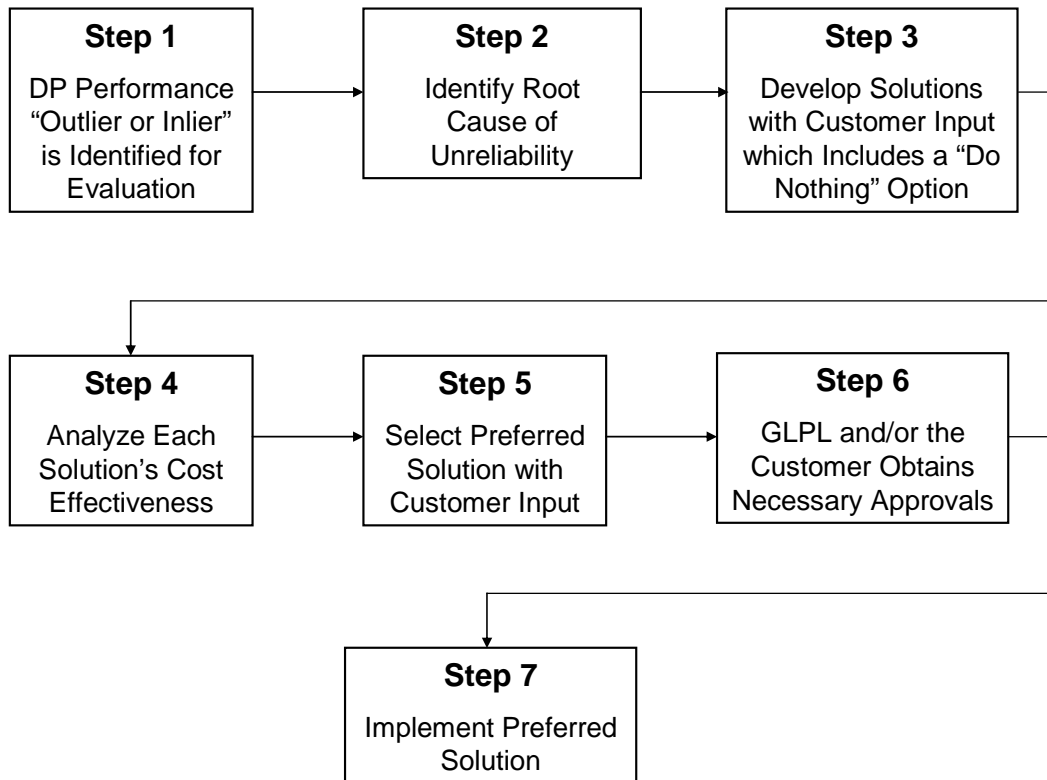 Step 1
DP Performance
“Outlier or Inlier”
is Identified for
Evaluation
Step 2
Identify Root
Cause of
Unreliability
Step 3
Develop Solutions
with Customer Input
which Includes a “Do
Nothing” Option
Step 4
Analyze Each
Solution’s Cost
Effectiveness
Step 5
Select Preferred
Solution with
Customer Input
Step 6
GLPL and/or the
Customer Obtains
Necessary Approvals
Step 7
Implement Preferred
Solution